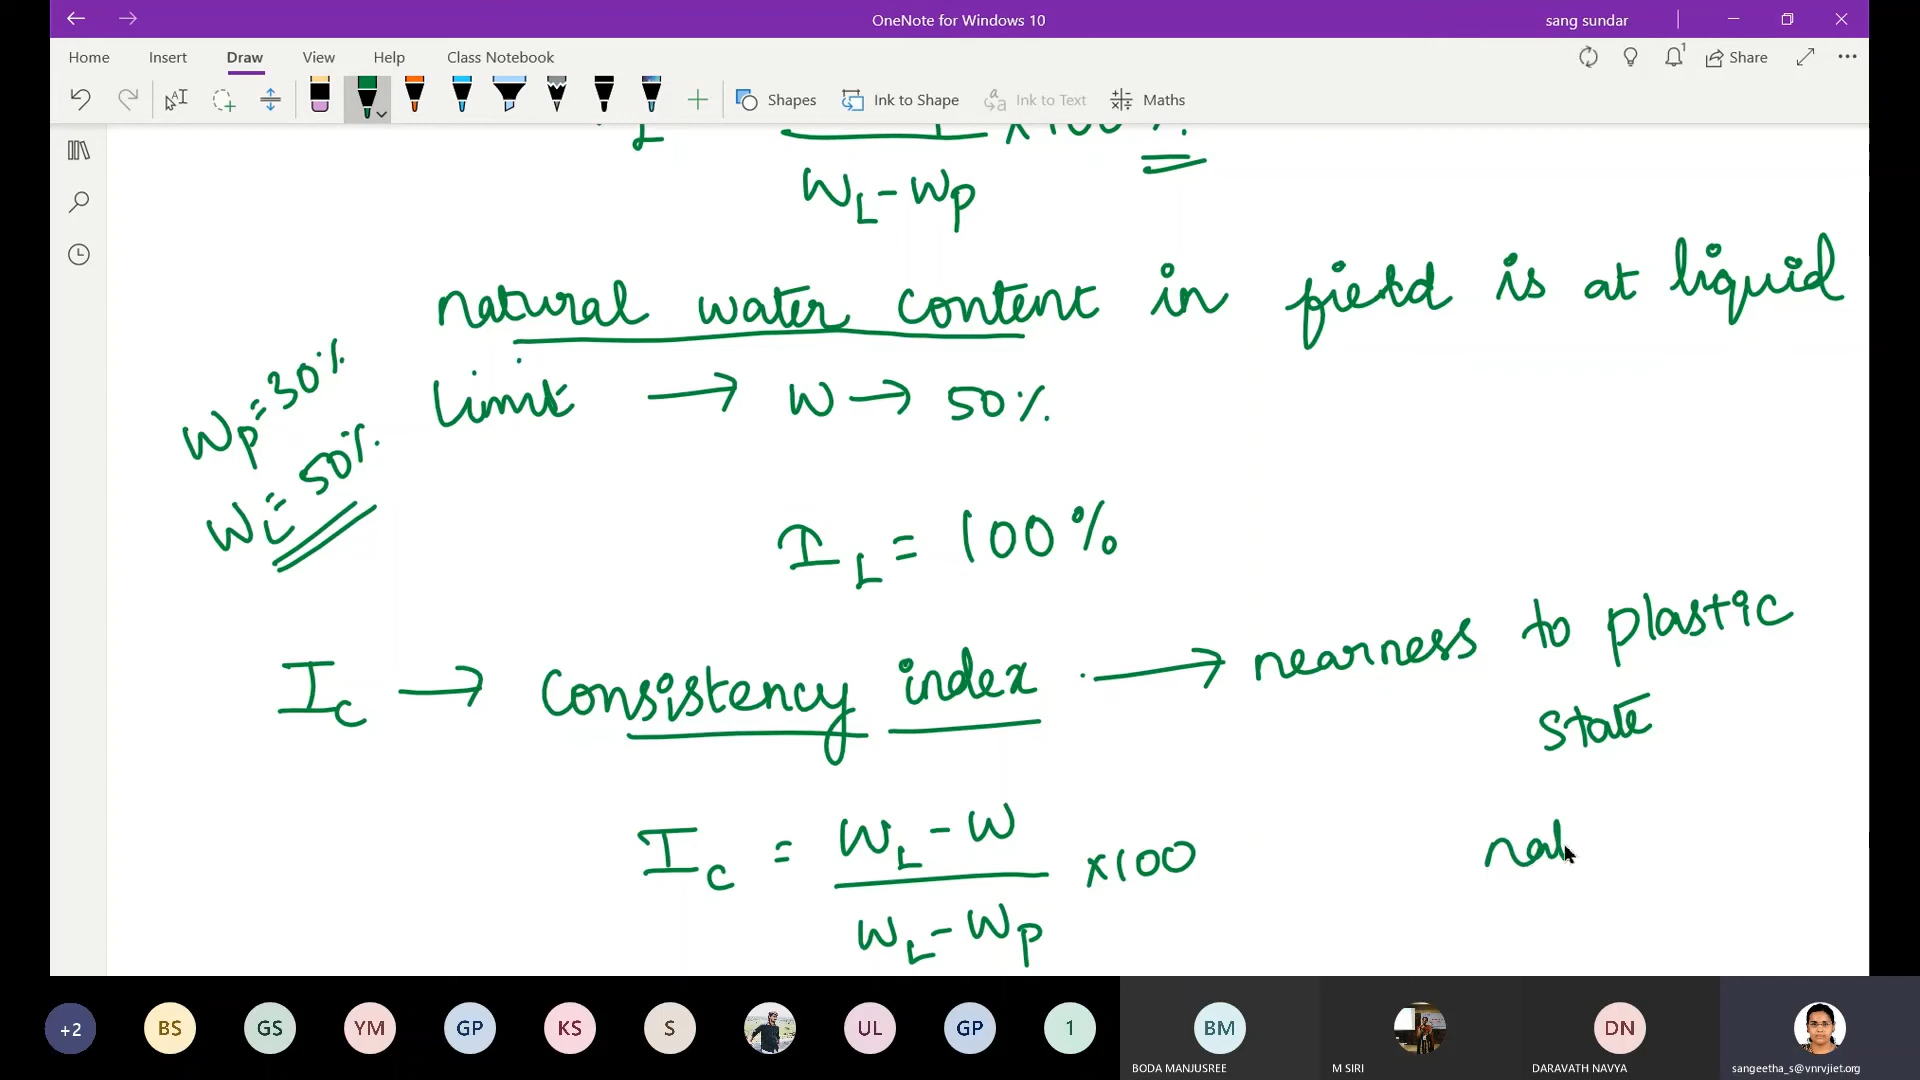 OneNote for Windows 10
sang sundar
Home Insert Draw View Help Class Notebook
1 Share
Shapes Ink to Shape Ink to Text Maths
L ×100 %.
WL - Wp
natural water content in field is at liquid
limit → W → 50%.
Wp = 30%.
WL = 50%.
IL = 100%
Ic → Consistency index → nearness to plastic
state
Ic = WL - W ×100 nat
WL - Wp
+2 BS GS YM GP KS S UL GP 1 BM DN
BODA MANJUSREE M SIRI DARAVATH NAVYA sangeetha_s@vnrvjiet.org